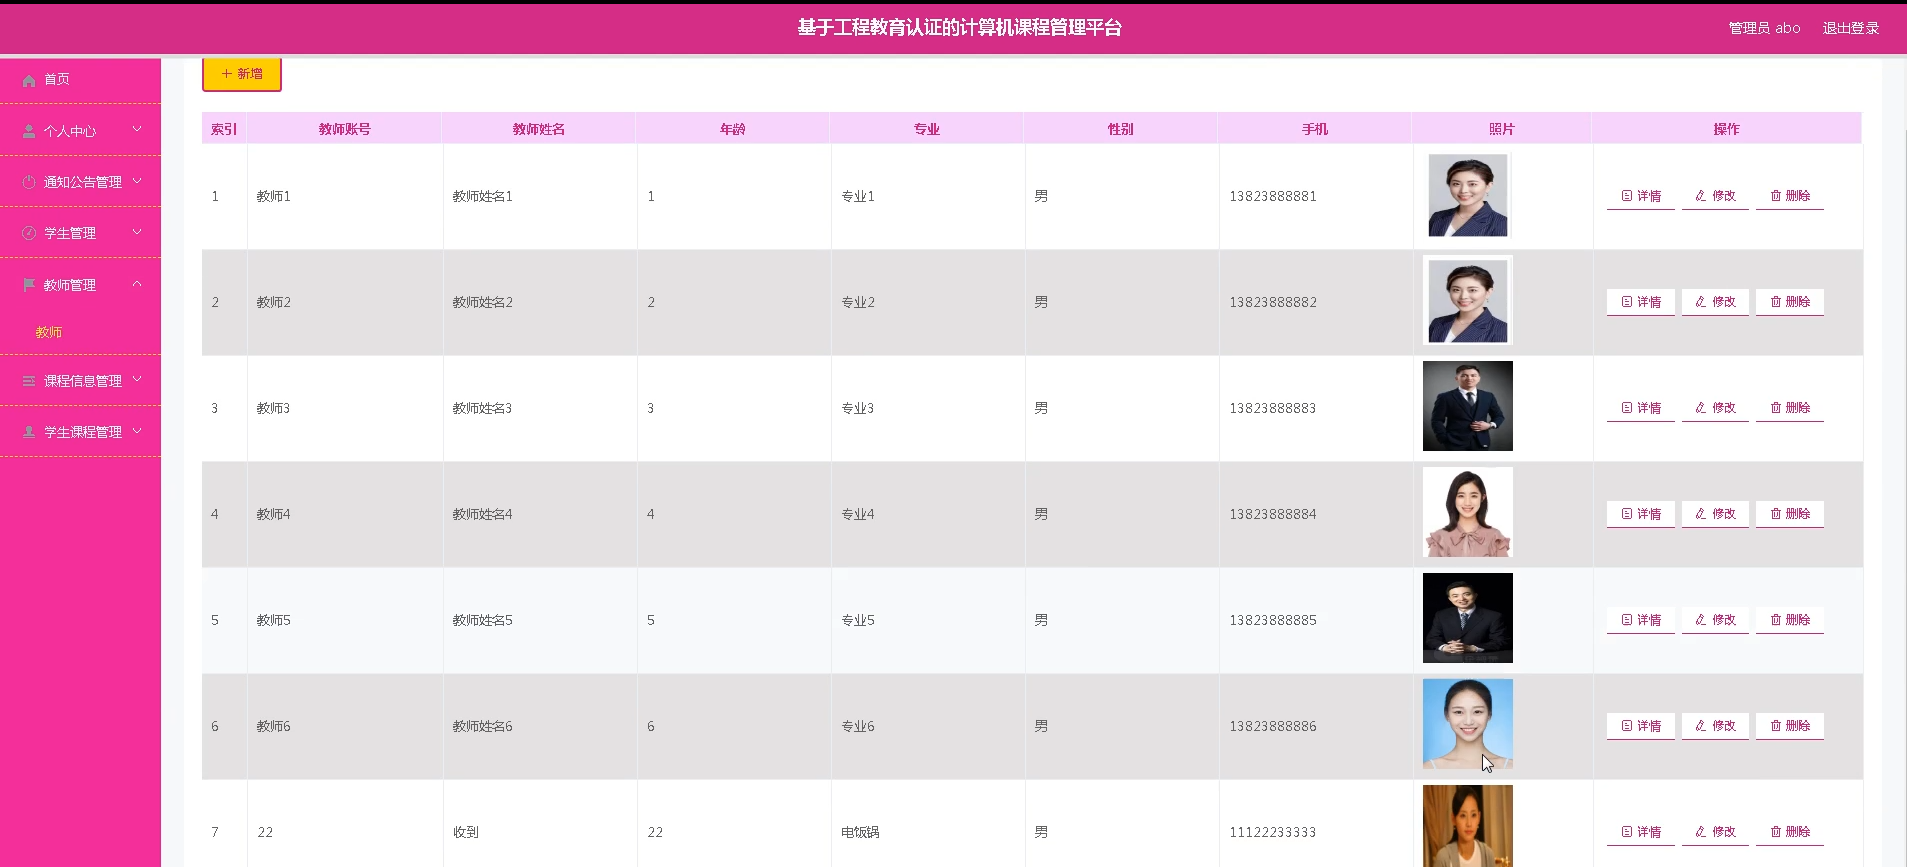 基于工程教育认证的计算机课程管理平台
管理员 abo 退出登录
首页
个人中心
通知公告管理
学生管理
教师管理
教师
课程信息管理
学生课程管理
新增
索引 教师账号 教师姓名 年龄 专业 性别 手机 照片 操作
1 教师1 教师姓名1 1 专业1 男 13823888881 详情 修改 删除
2 教师2 教师姓名2 2 专业2 男 13823888882 详情 修改 删除
3 教师3 教师姓名3 3 专业3 男 13823888883 详情 修改 删除
4 教师4 教师姓名4 4 专业4 男 13823888884 详情 修改 删除
5 教师5 教师姓名5 5 专业5 男 13823888885 详情 修改 删除
6 教师6 教师姓名6 6 专业6 男 13823888886 详情 修改 删除
7 22 收到 22 电饭锅 男 11122233333 详情 修改 删除